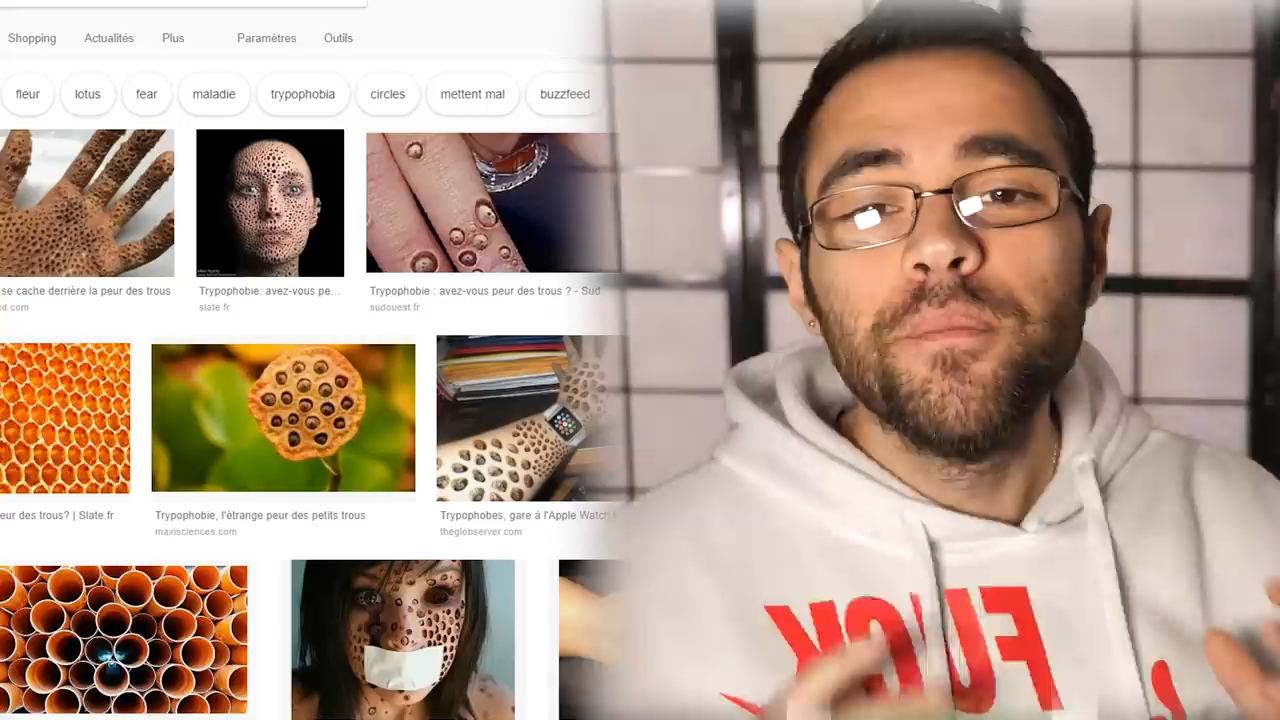 Shopping Actualités Plus Paramètres Outils
fleur lotus fear maladie trypophobia circles mettent mal buzzfeed
se cache derrière la peur des trous
Trypophobie: avez-vous pe...
Trypophobie : avez-vous peur des trous ? - Sud
ed.com
slate.fr
sudouest.fr
eur des trous? | Slate.fr
Trypophobie, l'étrange peur des petits trous
Trypophobes, gare à l'Apple Watch
maxisciences.com
theglobserver.com
FUCK